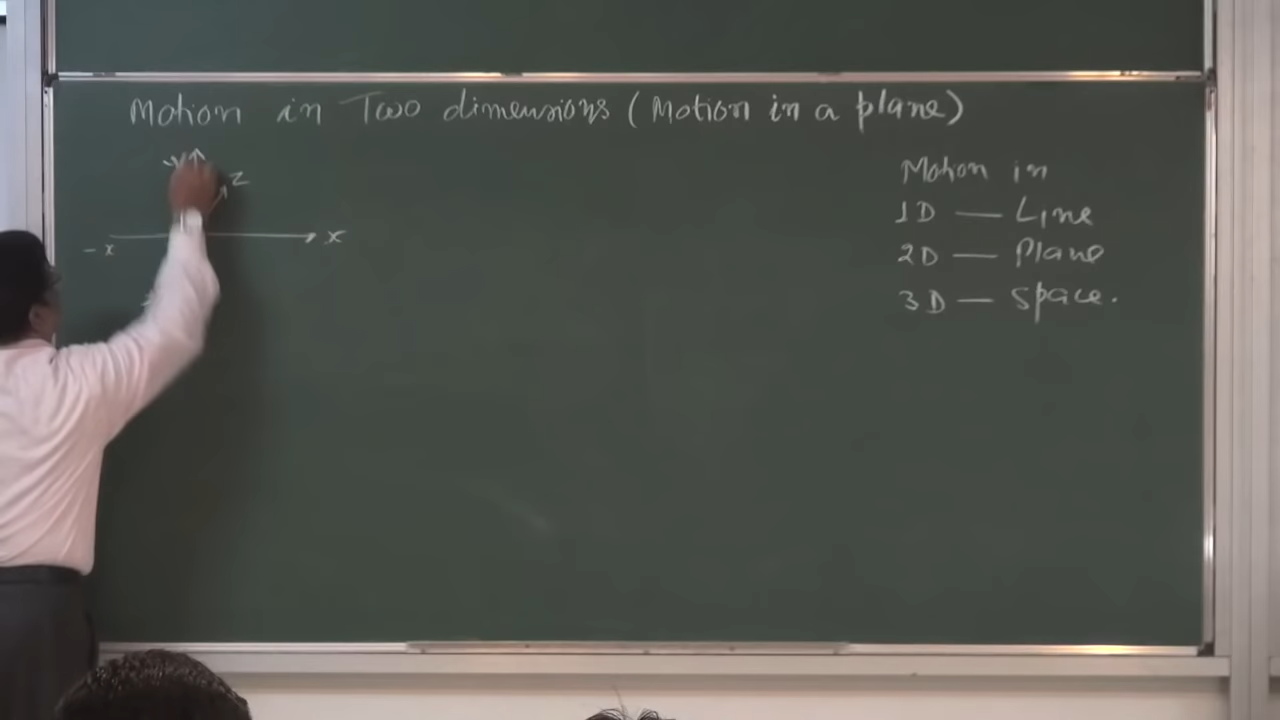 Motion in Two dimensions (Motion in a plane)
Y
Z
X
- x
Motion in
1D — Line
2D — Plane
3D — Space.